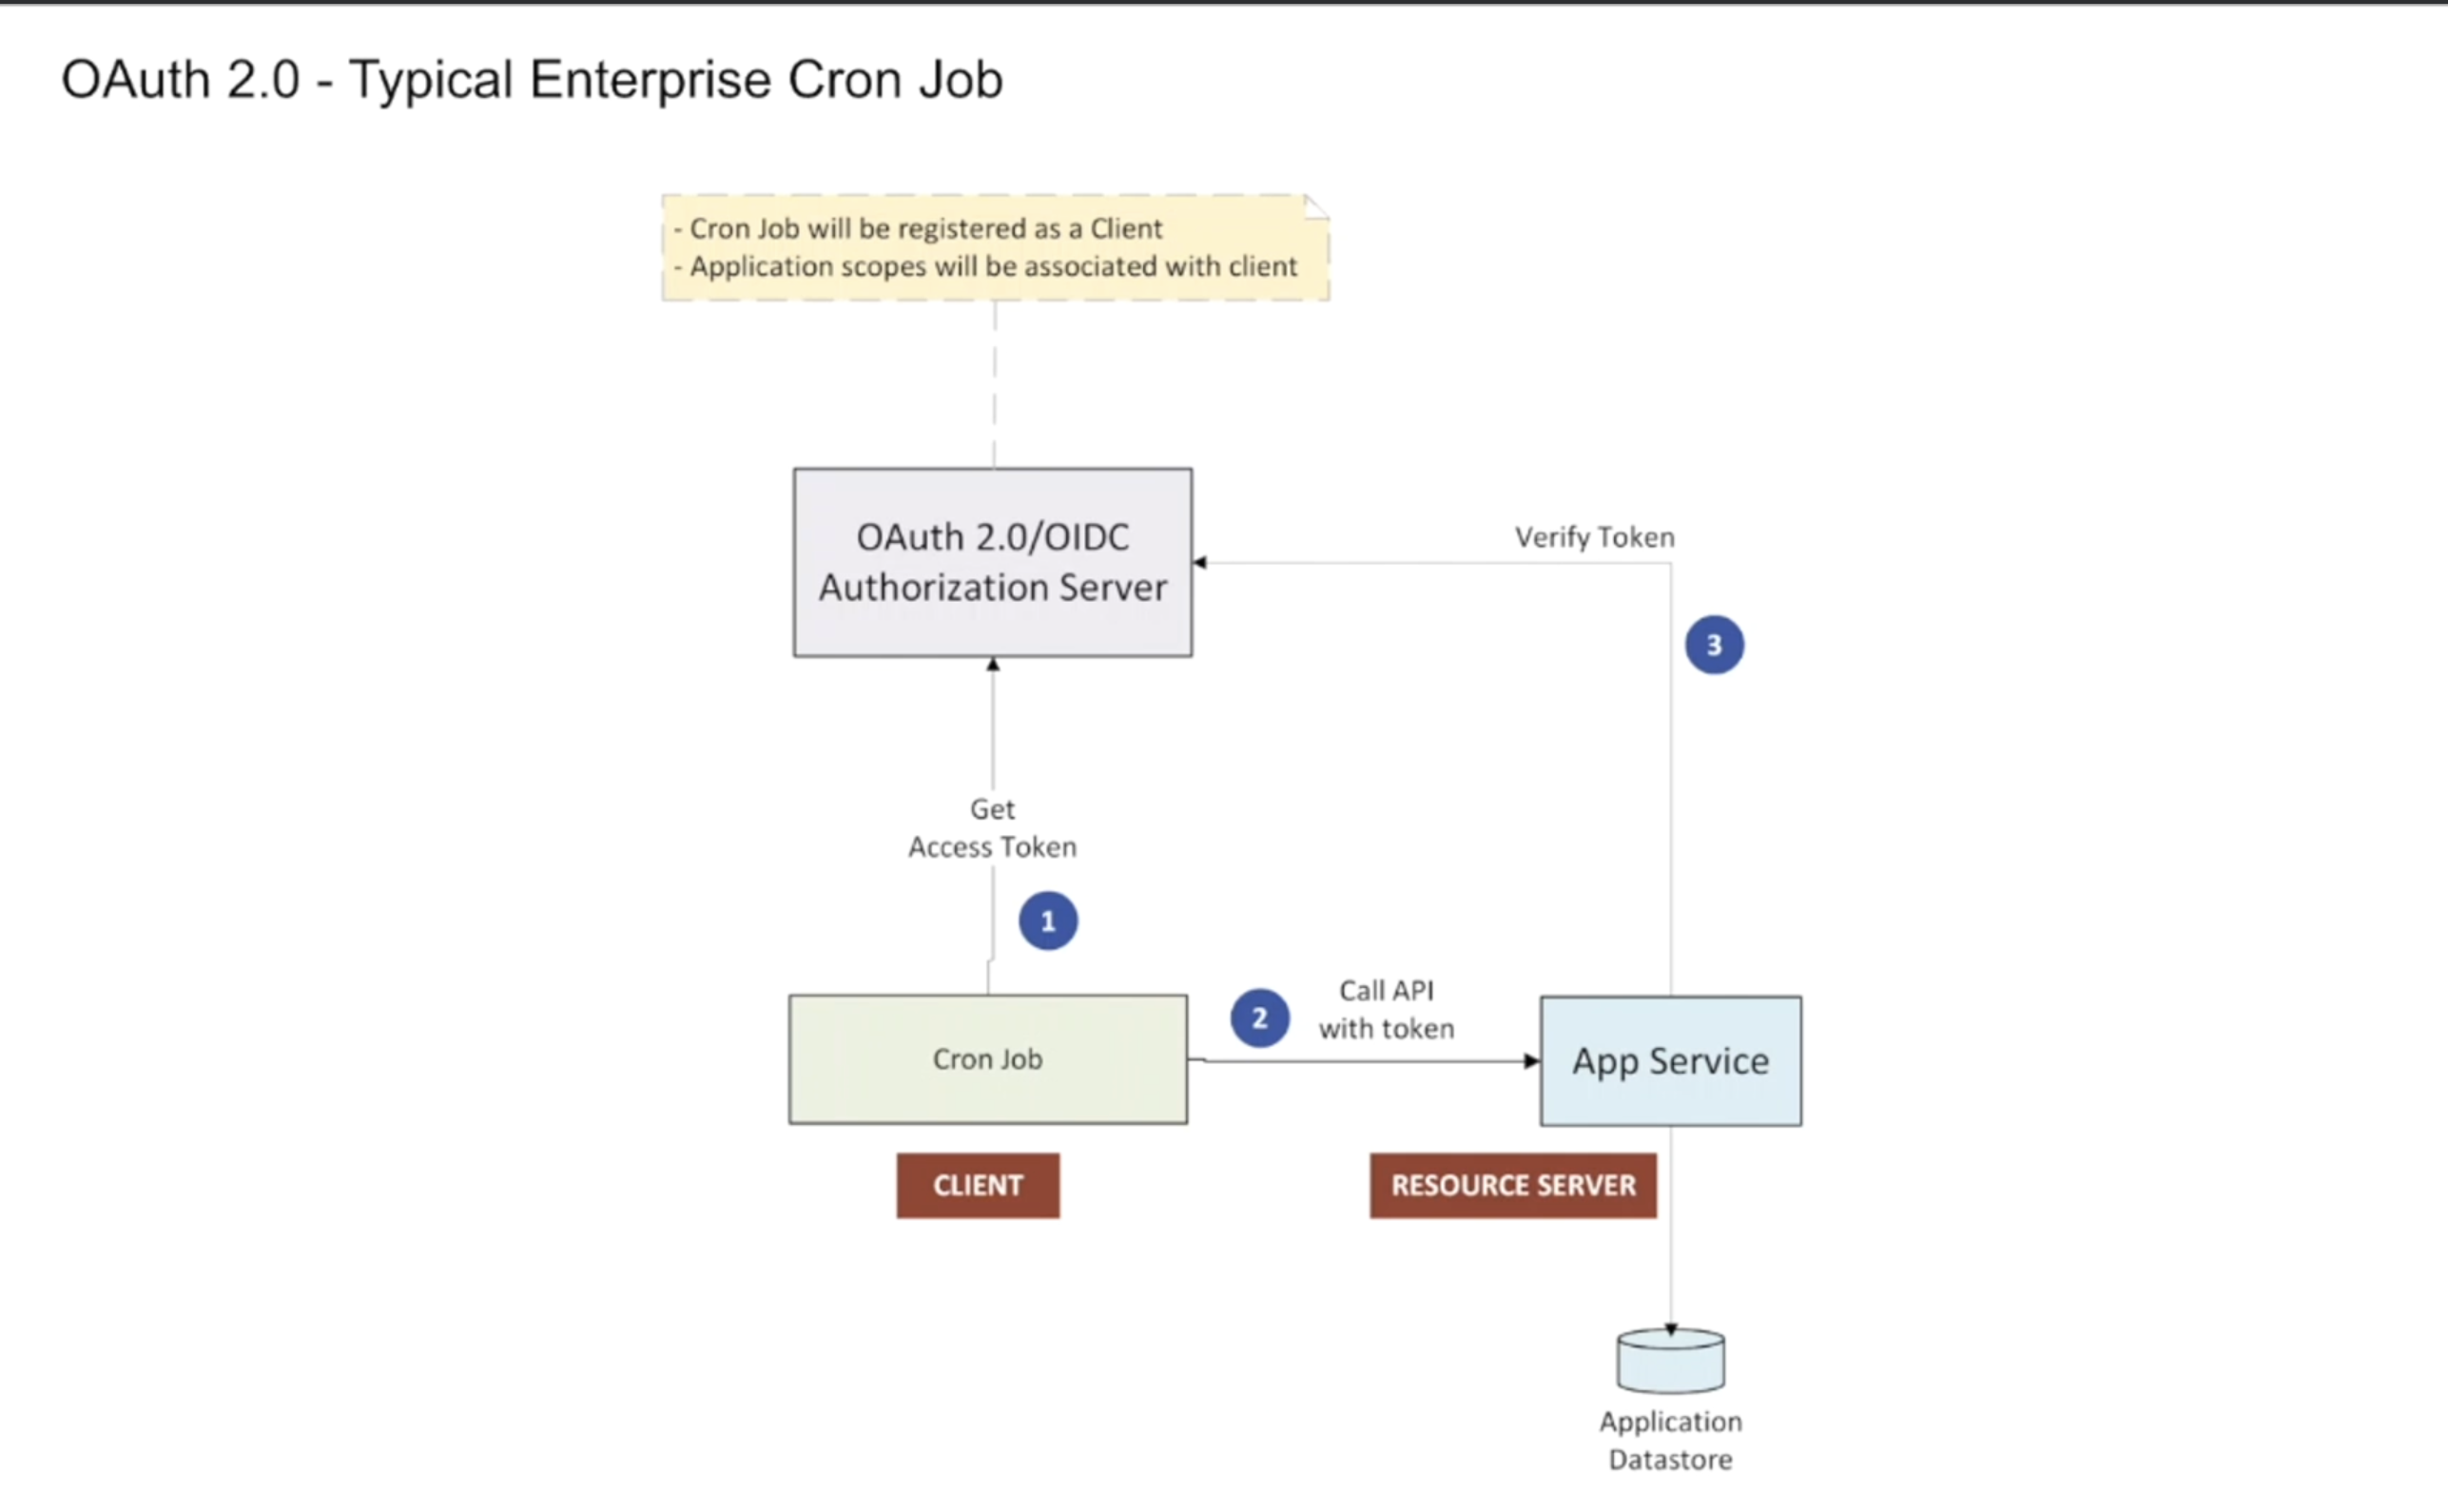 OAuth 2.0 - Typical Enterprise Cron Job
- Cron Job will be registered as a Client
- Application scopes will be associated with client
OAuth 2.0/OIDC
Authorization Server
Verify Token
3
Get
Access Token
1
2
Call API
with token
Cron Job
App Service
CLIENT
RESOURCE SERVER
Application
Datastore